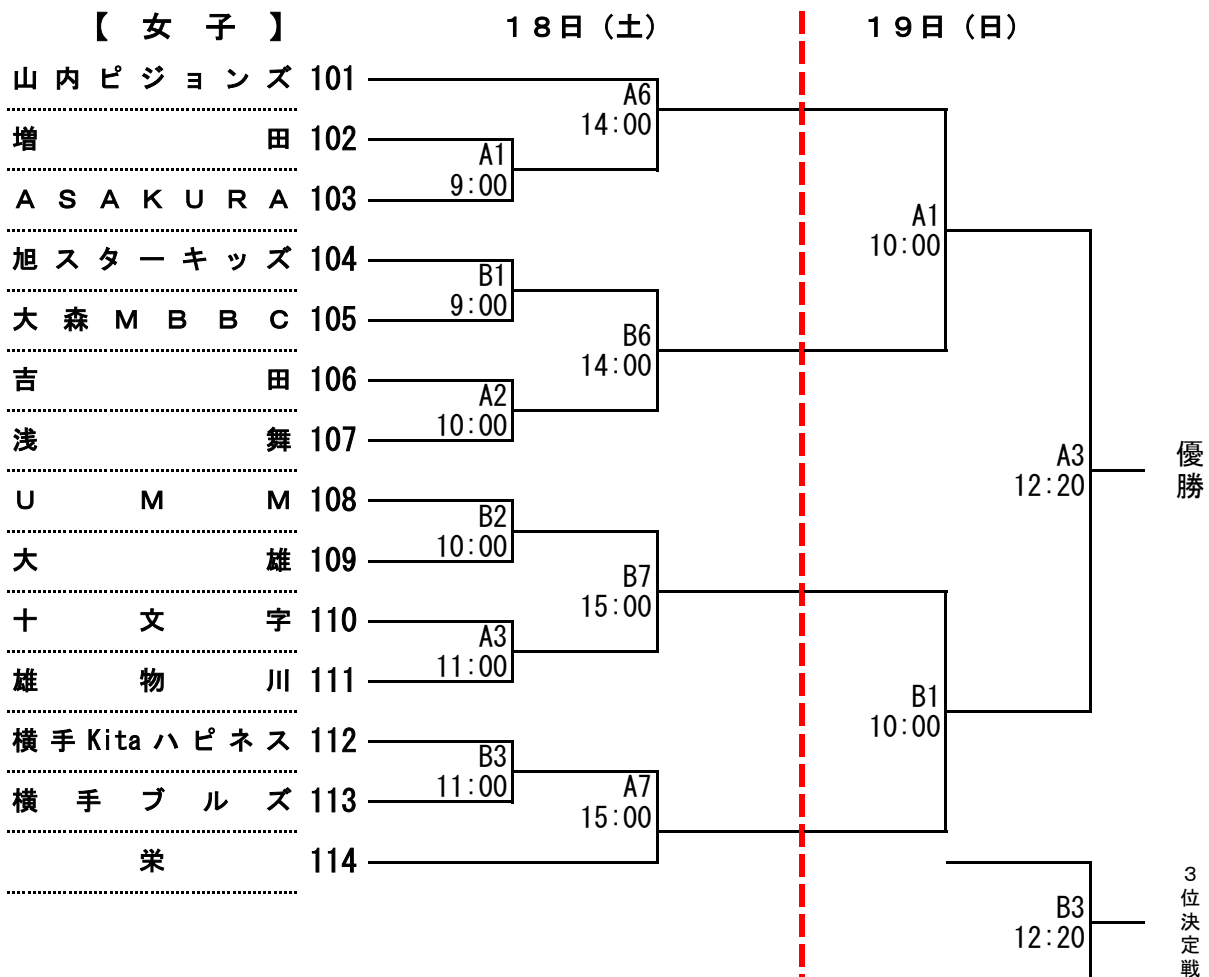 【 女 子 】 18日（土） 19日（日）
山内ピジョンズ 101
A6
14:00
増田 102
A1
9:00
ASAKURA 103
A1
10:00
旭スターキッズ 104
B1
9:00
大森MBBC 105
B6
14:00
吉田 106
A2
10:00
浅舞 107
A3
12:20
優勝
UMM 108
B2
10:00
大雄 109
B7
15:00
十文字 110
A3
11:00
雄物川 111
B1
10:00
横手Kitaハピネス 112
B3
11:00
横手ブルズ 113
A7
15:00
栄 114
B3
12:20
3位決定戦